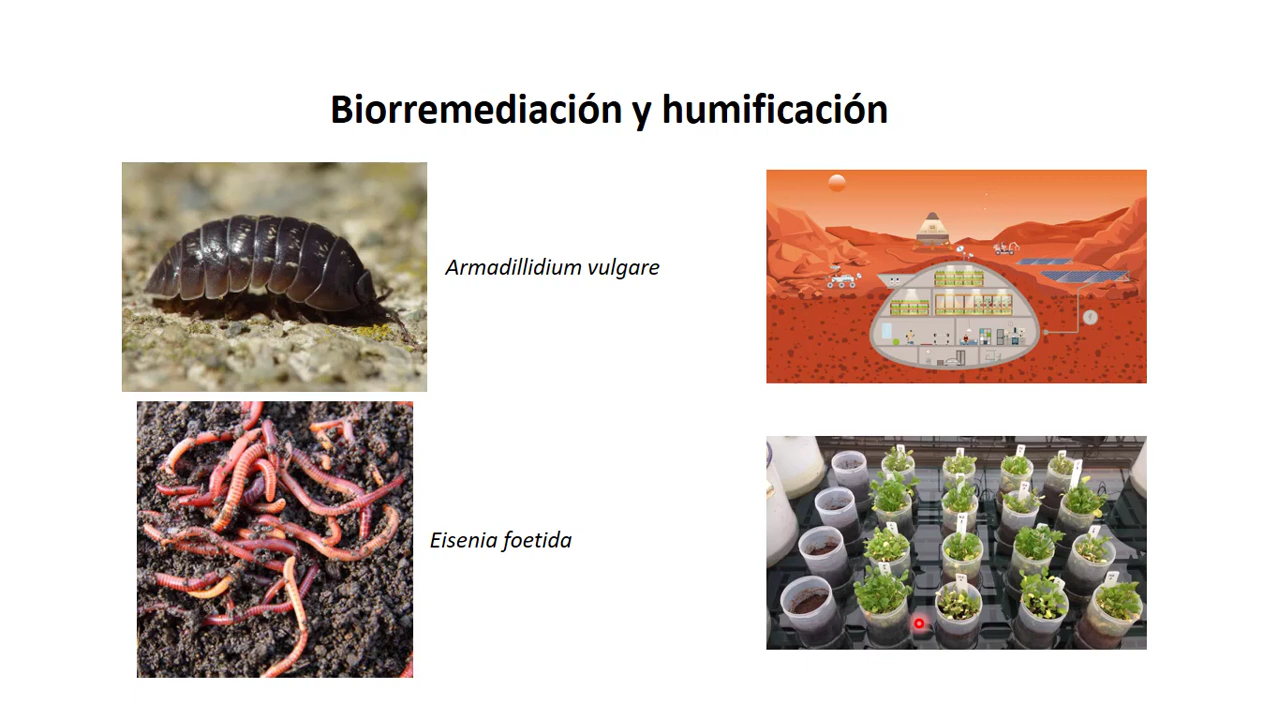 Biorremediación y humificación
Armadillidium vulgare
Eisenia foetida